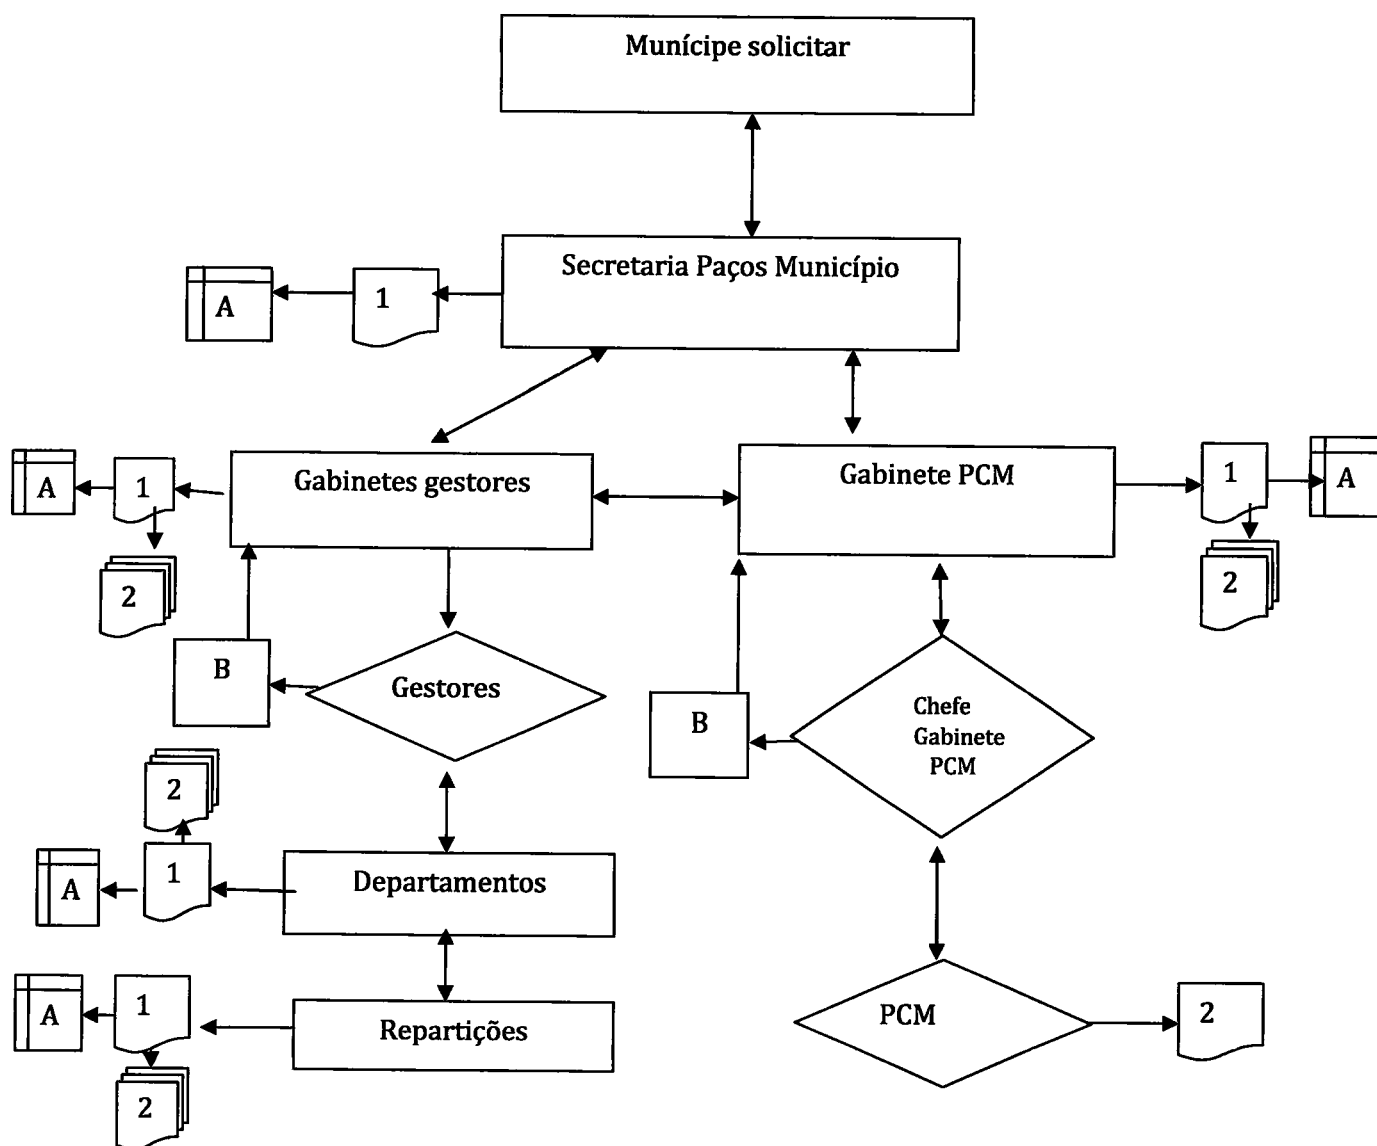 Munícipe solicitar
Secretaria Paços Município
1
A
Gabinetes gestores
Gabinete PCM
A
1
1
A
2
2
B
Gestores
B
Chefe
Gabinete
PCM
2
A
1
Departamentos
A
1
Repartições
PCM
2
2